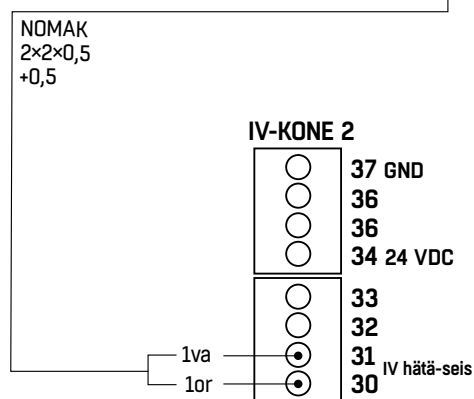 NOMAK
2×2×0,5
+0,5
IV-KONE 2
37 GND
36
36
34 24 VDC
33
32
1va 31
IV hätä-seis
1or 30